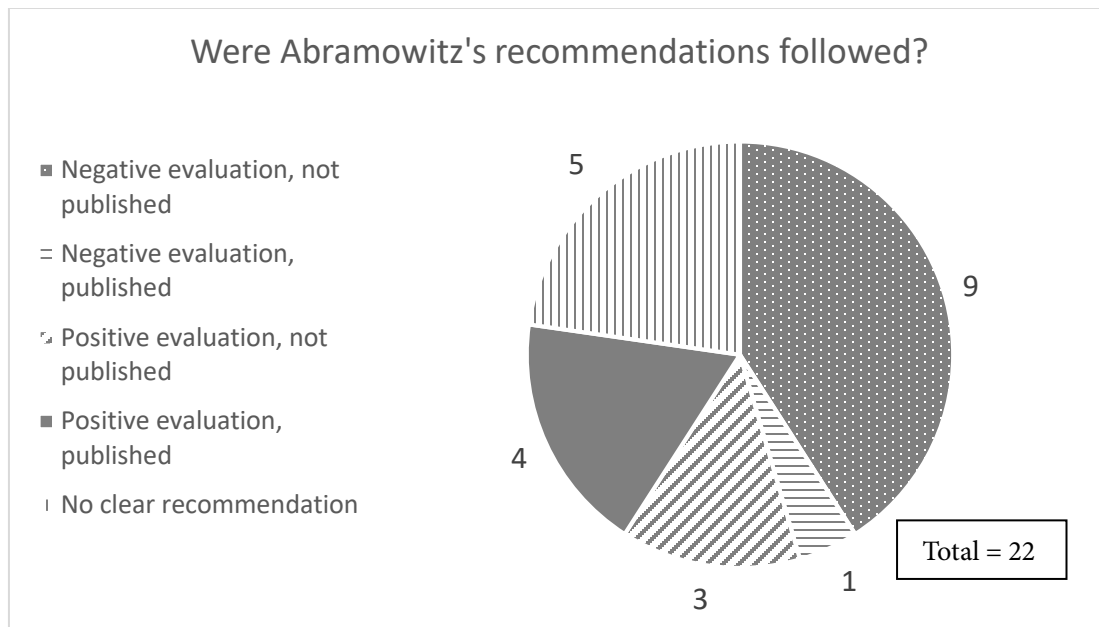 Were Abramowitz's recommendations followed?
Negative evaluation, not
published
Negative evaluation,
published
Positive evaluation, not
published
Positive evaluation,
published
No clear recommendation
5
9
4
3
1
Total = 22